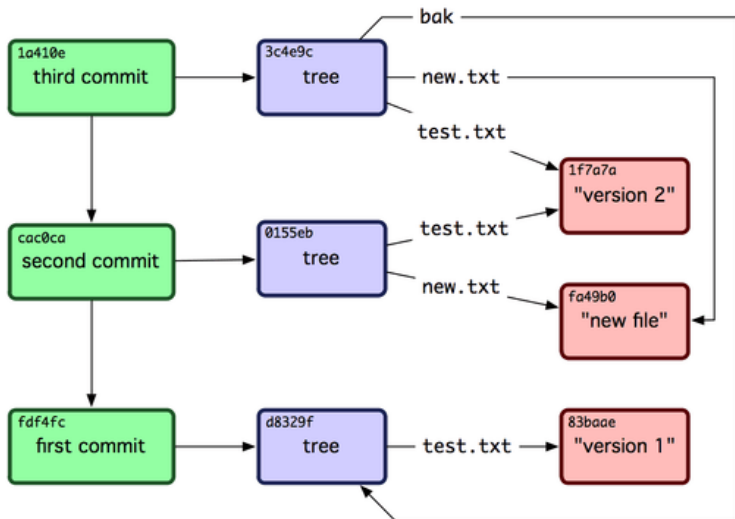 bak
1a410e
third commit
3c4e9c
tree
new.txt
test.txt
1f7a7a
"version 2"
cac0ca
second commit
0155eb
tree
test.txt
new.txt
fa49b0
"new file"
fdf4fc
first commit
d8329f
tree
test.txt
83baae
"version 1"